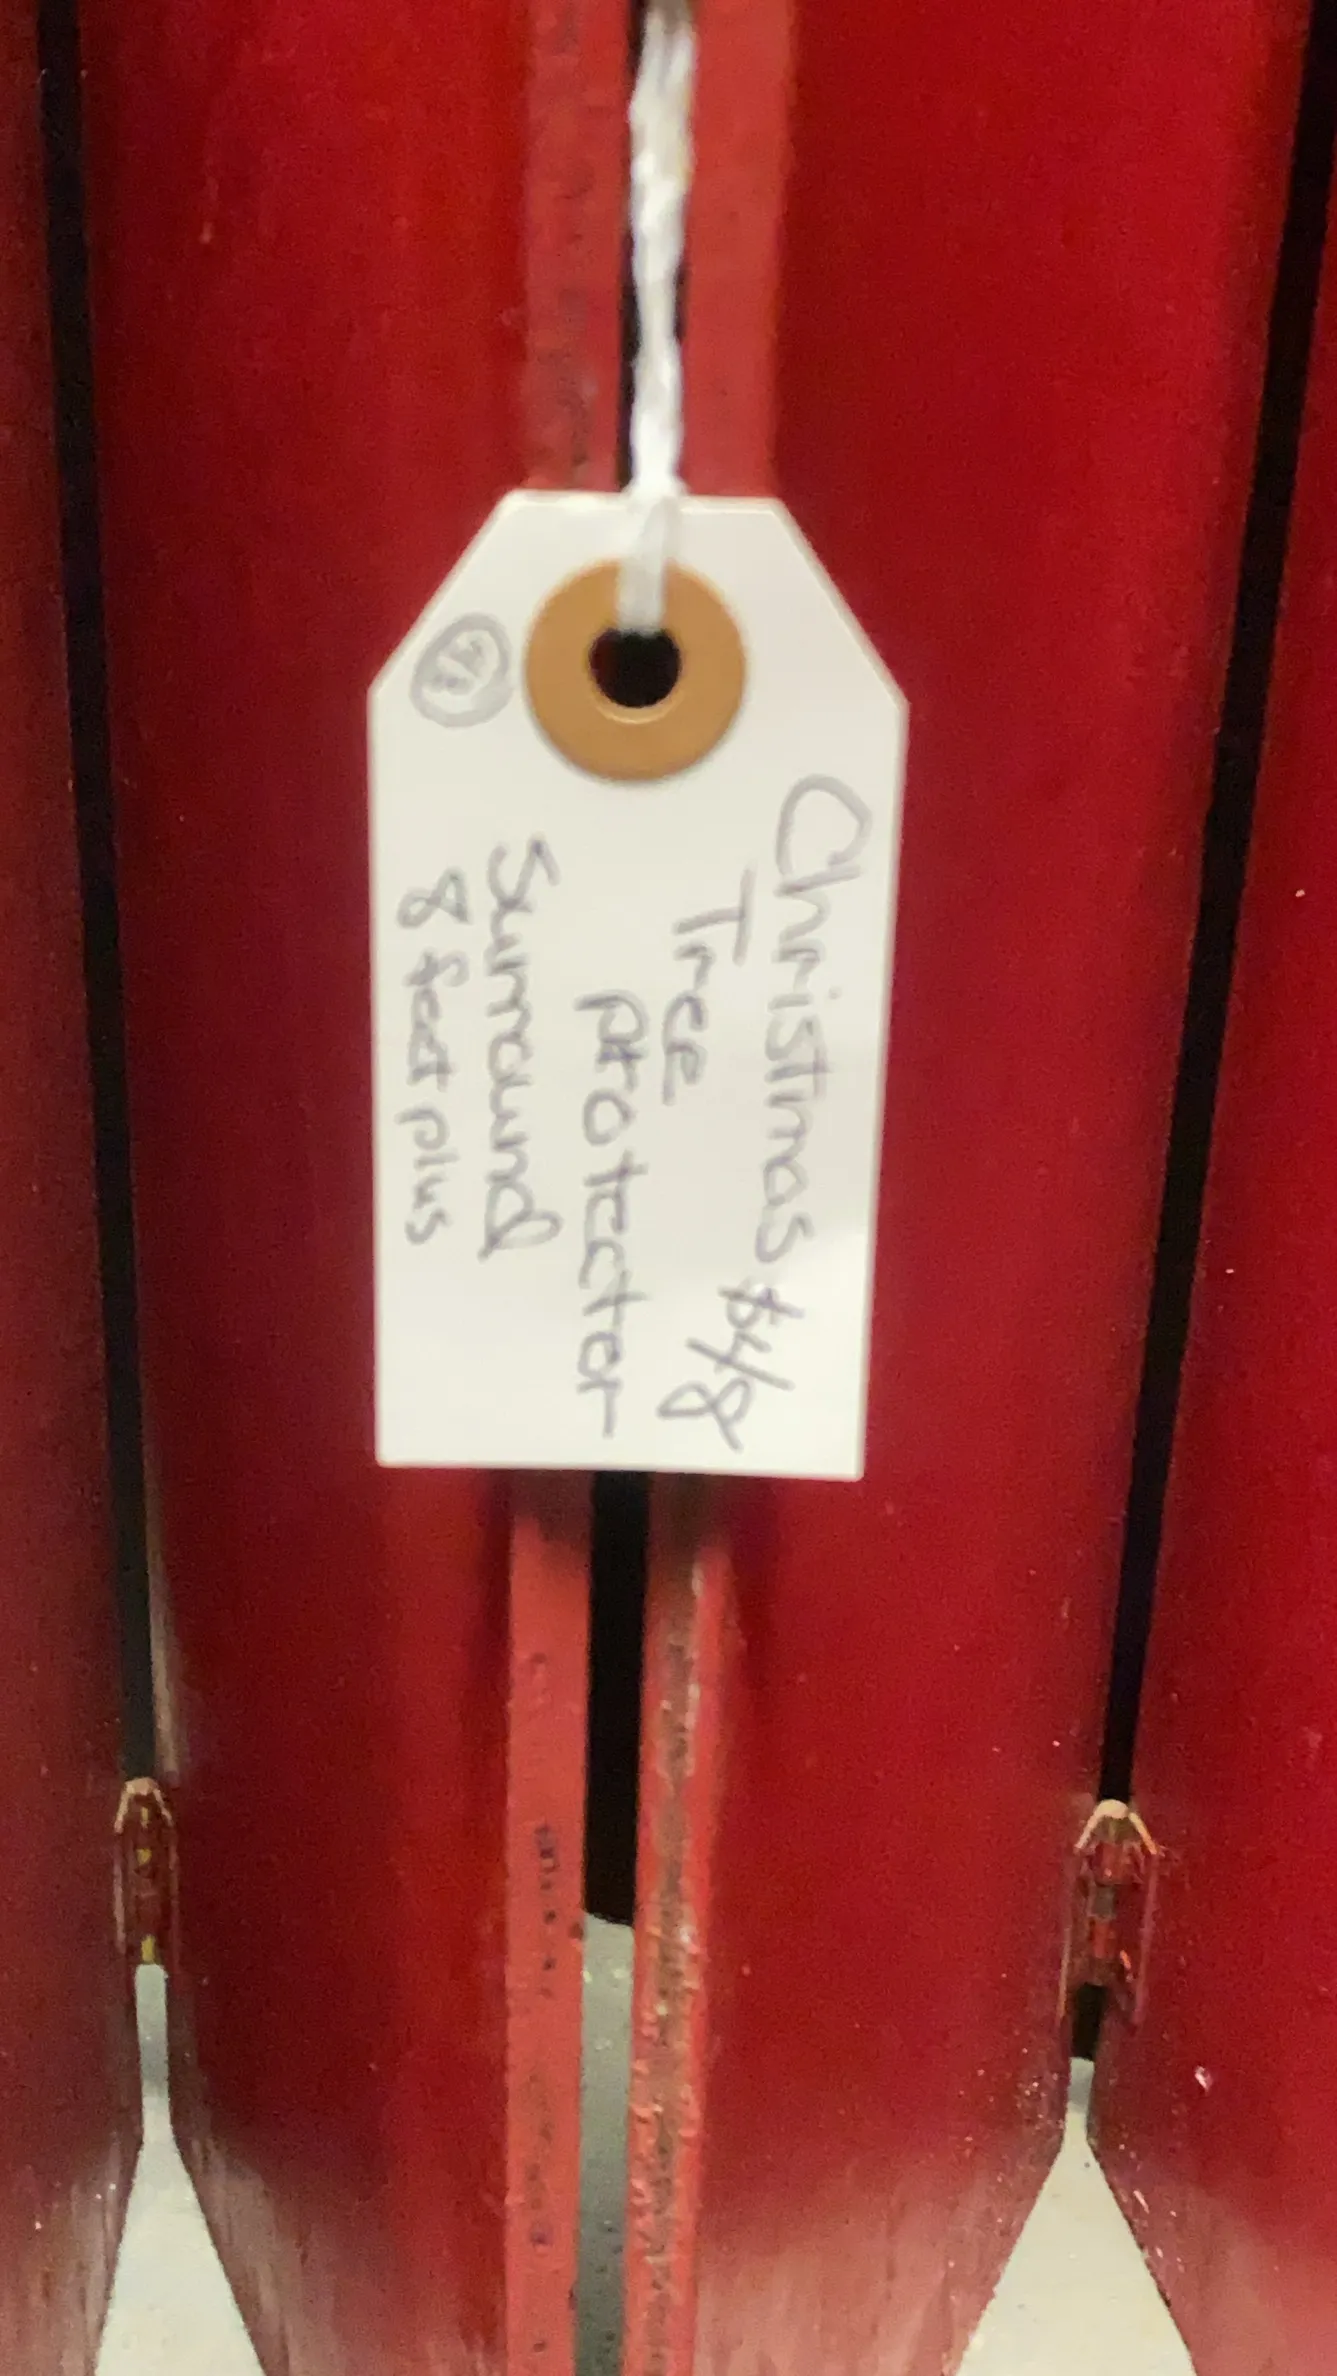 Christmas $48
Tree
protecter
Surround
8 feet plus